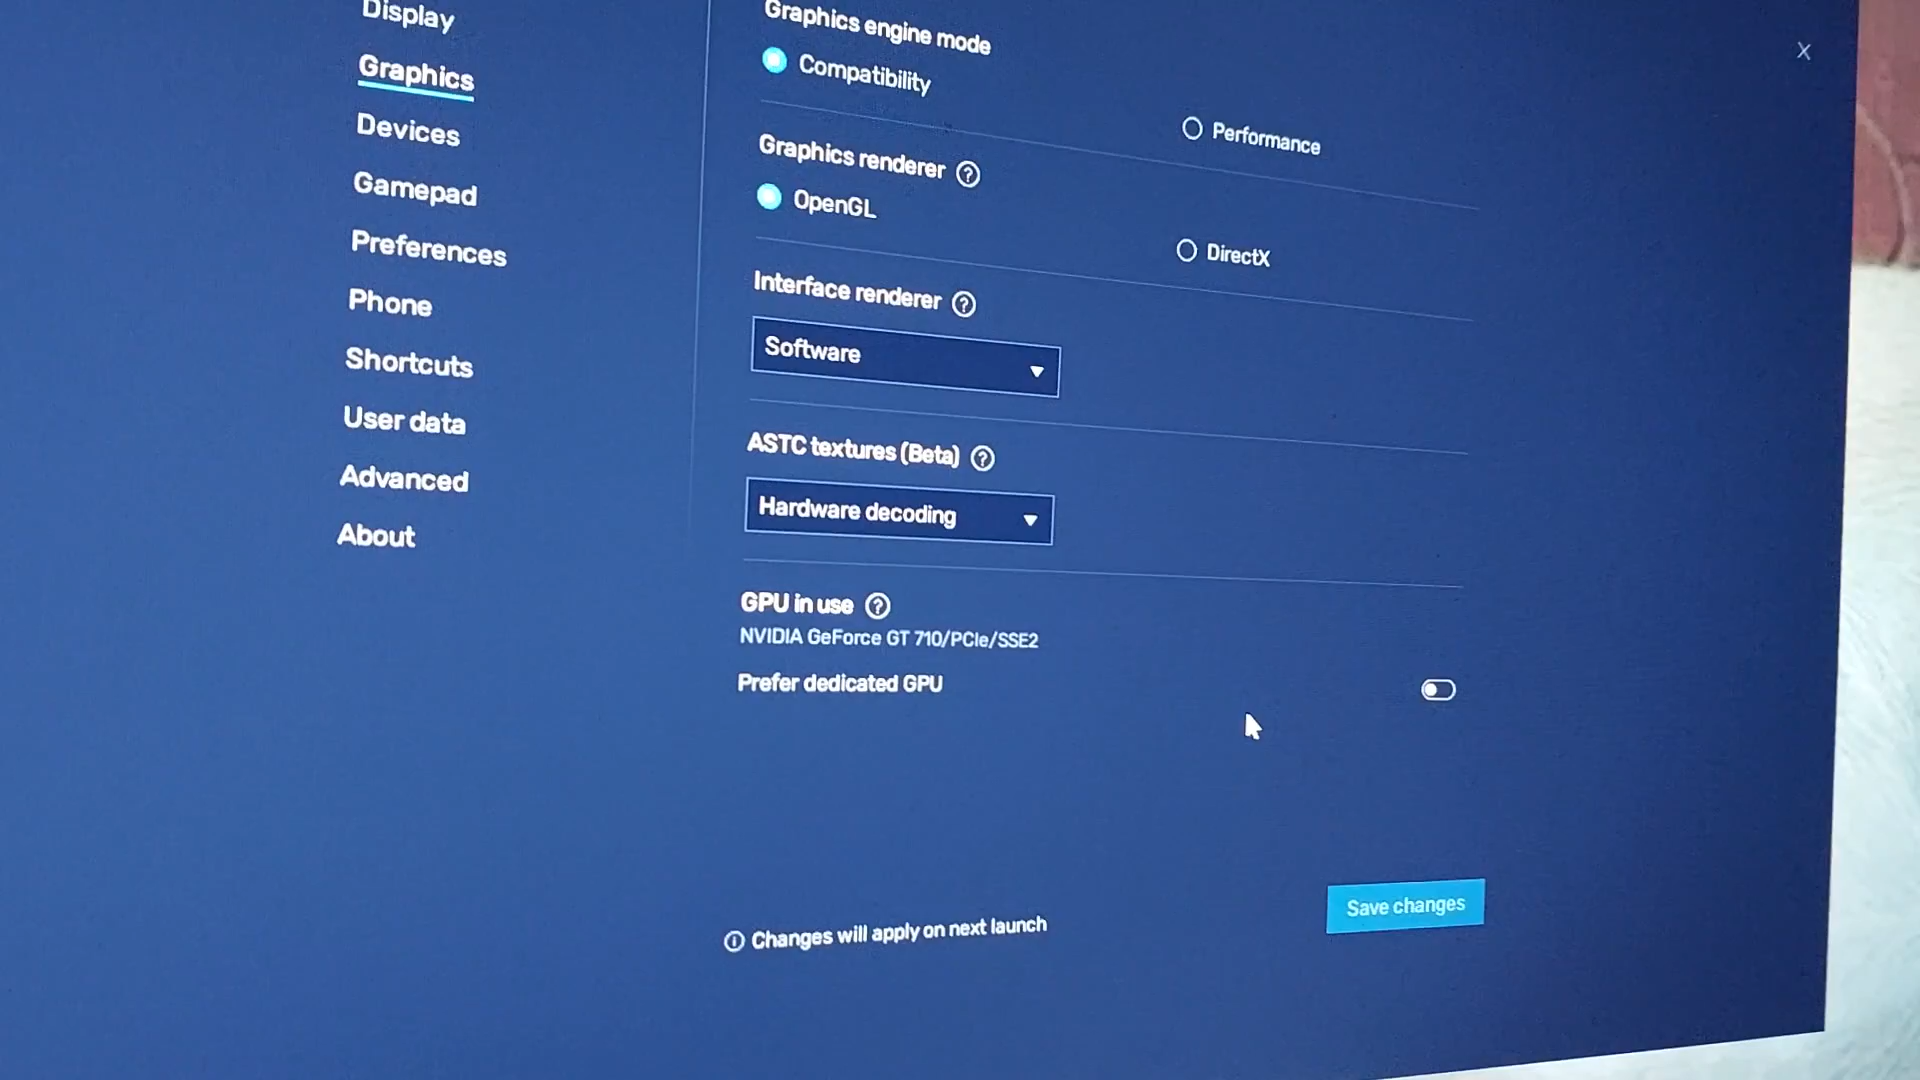 Display
Graphics
Devices
Gamepad
Preferences
Phone
Shortcuts
User data
Advanced
About
X
Graphics engine mode
Compatibility
Performance
Graphics renderer ?
OpenGL
DirectX
Interface renderer ?
Software
ASTC textures (Beta) ?
Hardware decoding
GPU in use ?
NVIDIA GeForce GT 710/PCIe/SSE2
Prefer dedicated GPU
Changes will apply on next launch
Save changes